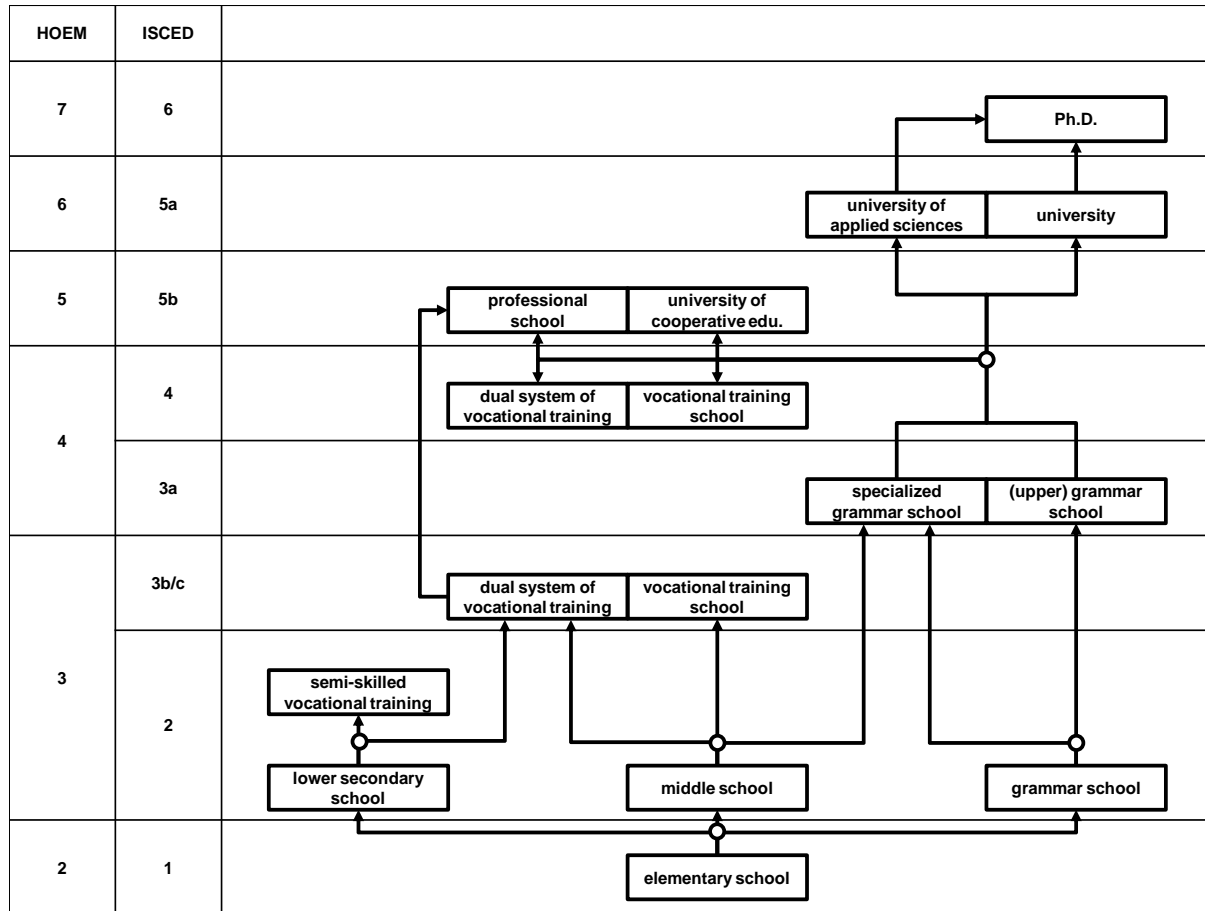 HOEM
ISCED
7
6
Ph.D.
6
5a
university of
applied sciences
university
5
5b
professional
school
university of
cooperative edu.
4
4
dual system of
vocational training
vocational training
school
3a
specialized
grammar school
(upper) grammar
school
3
3b/c
dual system of
vocational training
vocational training
school
2
semi-skilled
vocational training
lower secondary
school
middle school
grammar school
2
1
elementary school